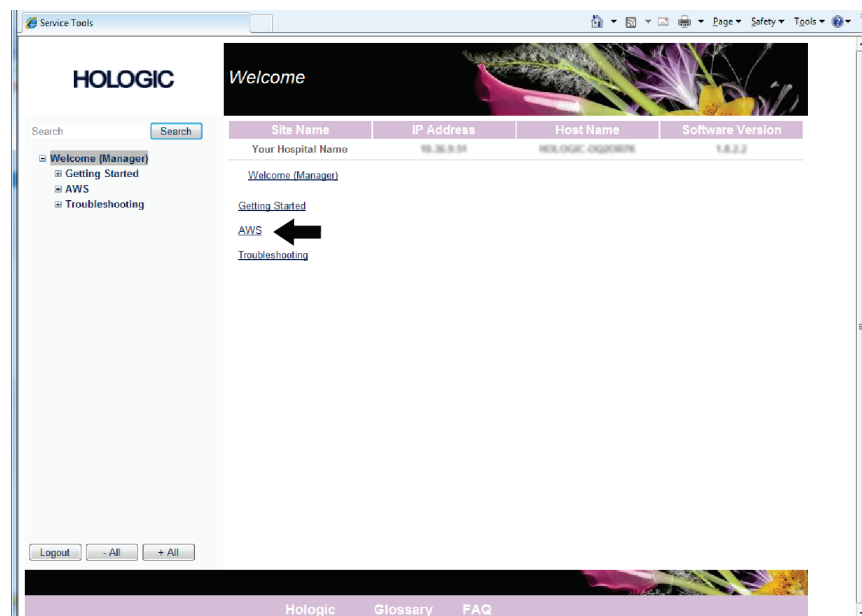 Service Tools
Page Safety Tools
HOLOGIC
Welcome
Search Search
Site Name IP Address Host Name Software Version
Your Hospital Name
Welcome (Manager)
Getting Started
AWS
Troubleshooting
Welcome (Manager)
Getting Started
AWS
Troubleshooting
Logout - All + All
Hologic Glossary FAQ